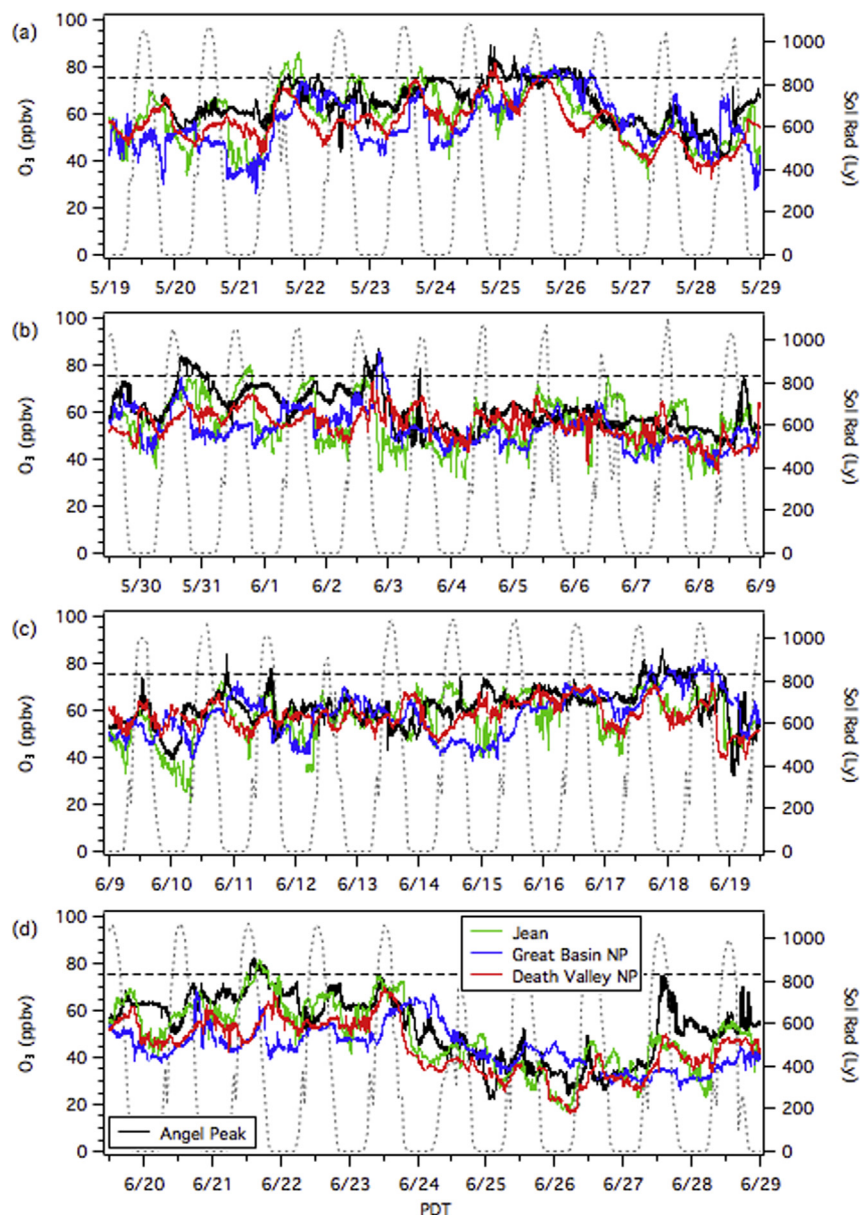 (a)
100
80
60
40
20
0
O₃ (ppbv)
1000
800
600
400
200
0
Sol Rad (Ly)
5/19 5/20 5/21 5/22 5/23 5/24 5/25 5/26 5/27 5/28 5/29
(b)
100
80
60
40
20
0
O₃ (ppbv)
1000
800
600
400
200
0
Sol Rad (Ly)
5/30 5/31 6/1 6/2 6/3 6/4 6/5 6/6 6/7 6/8 6/9
(c)
100
80
60
40
20
0
O₃ (ppbv)
1000
800
600
400
200
0
Sol Rad (Ly)
6/9 6/10 6/11 6/12 6/13 6/14 6/15 6/16 6/17 6/18 6/19
(d)
100
80
60
40
20
0
O₃ (ppbv)
Jean
Great Basin NP
Death Valley NP
Angel Peak
1000
800
600
400
200
0
Sol Rad (Ly)
6/20 6/21 6/22 6/23 6/24 6/25 6/26 6/27 6/28 6/29
PDT